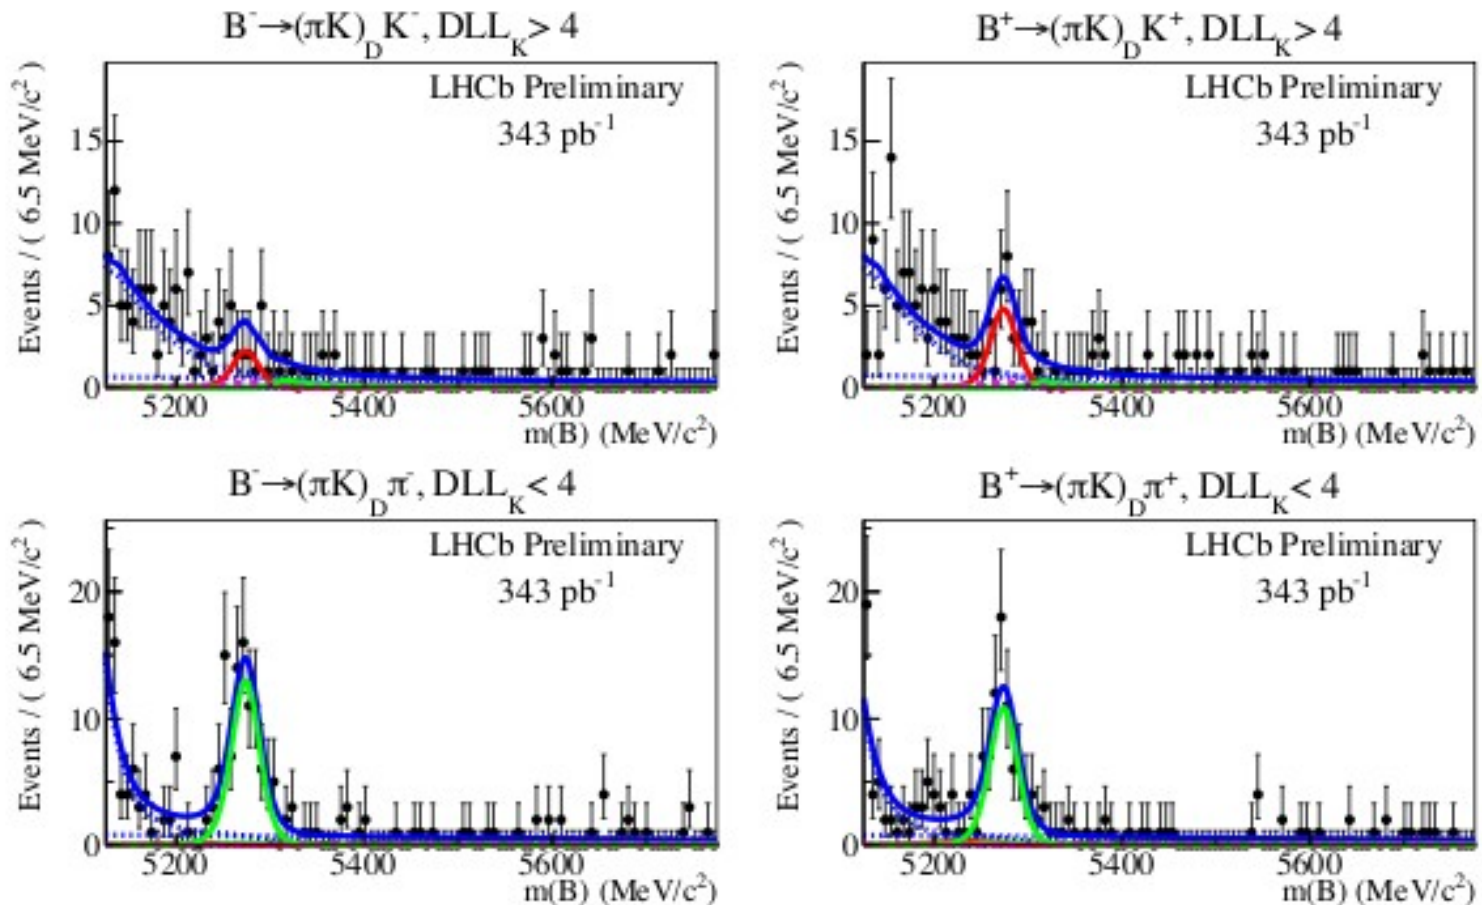 B⁻→(πK)_D K⁻, DLL_K > 4
LHCb Preliminary
343 pb⁻¹
Events / ( 6.5 MeV/c² )
15
10
5
0
5200 5400 5600
m(B) (MeV/c²)
B⁺→(πK)_D K⁺, DLL_K > 4
LHCb Preliminary
343 pb⁻¹
Events / ( 6.5 MeV/c² )
15
10
5
0
5200 5400 5600
m(B) (MeV/c²)
B⁻→(πK)_D π⁻, DLL_K < 4
LHCb Preliminary
343 pb⁻¹
Events / ( 6.5 MeV/c² )
20
10
0
5200 5400 5600
m(B) (MeV/c²)
B⁺→(πK)_D π⁺, DLL_K < 4
LHCb Preliminary
343 pb⁻¹
Events / ( 6.5 MeV/c² )
20
10
0
5200 5400 5600
m(B) (MeV/c²)